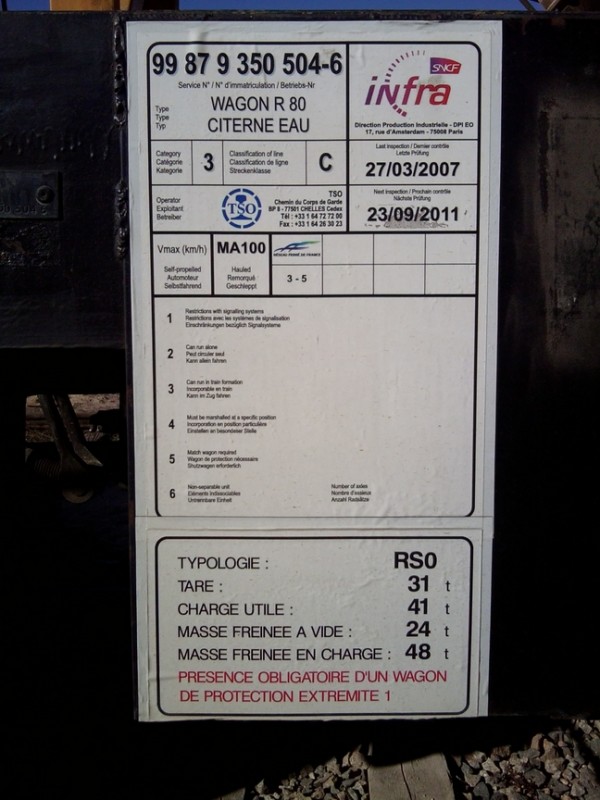 99 87 9 350 504-6
Service N° / N° d'immatriculation / Betriebs-Nr
Type
Type
Typ
WAGON R 80
CITERNE EAU
SNCF
infra
Direction Production Industrielle - DPI EO
17, rue d'Amsterdam - 75008 Paris
Category
Catégorie
Kategorie
3
Classification of line
Classification de ligne
Streckenklasse
C
Last inspection / Dernier contrôle
Letzte Prüfung
27/03/2007
Operator
Exploitant
Betreiber
TSO
TSO
Chemin du Corps de Garde
BP 8 - 77501 CHELLES Cedex
Tél : +33 1 64 72 72 00
Fax : +33 1 64 26 30 23
Next inspection / Prochain contrôle
Nächste Prüfung
23/09/2011
Vmax (km/h)
MA100
RÉSEAU FERRÉ DE FRANCE
Self-propelled
Automoteur
Selbstfahrend
Hauled
Remorqué
Geschleppt
3 - 5
1
Restrictions with signalling systems
Restrictions avec les systèmes de signalisation
Einschränkungen bezüglich Signalsysteme
2
Can run alone
Peut circuler seul
Kann allein fahren
3
Can run in train formation
Incorporable en train
Kann im Zug fahren
4
Must be marshalled at a specific position
Incorporation en position particulière
Einstellen an besonderer Stelle
5
Match wagon required
Wagon de protection nécessaire
Schutzwagen erforderlich
6
Non-separable unit
Eléments indissociables
Untrennbare Einheit
Number of axles
Nombre d'essieux
Anzahl Radsätze
TYPOLOGIE : RS0
TARE : 31 t
CHARGE UTILE : 41 t
MASSE FREINEE A VIDE : 24 t
MASSE FREINEE EN CHARGE : 48 t
PRESENCE OBLIGATOIRE D'UN WAGON
DE PROTECTION EXTREMITE 1